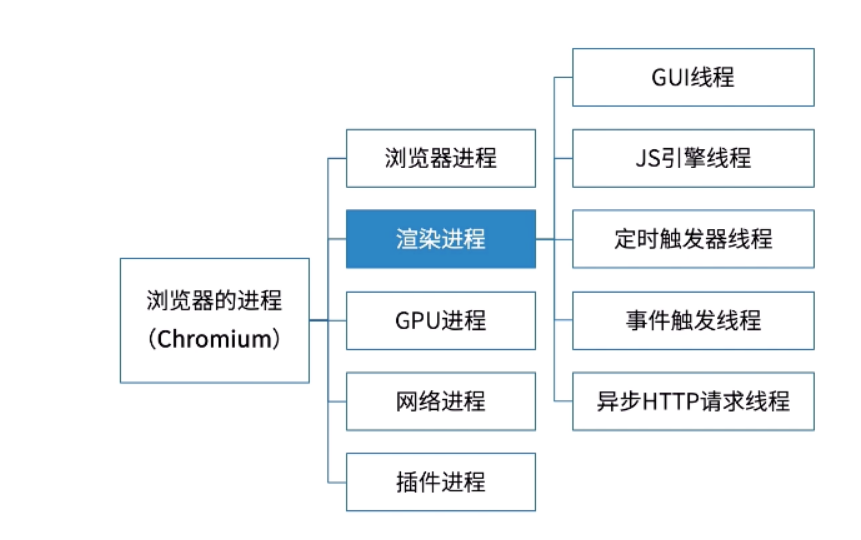 浏览器的进程
（Chromium）
浏览器进程
渲染进程
GPU进程
网络进程
插件进程
GUI线程
JS引擎线程
定时触发器线程
事件触发线程
异步HTTP请求线程